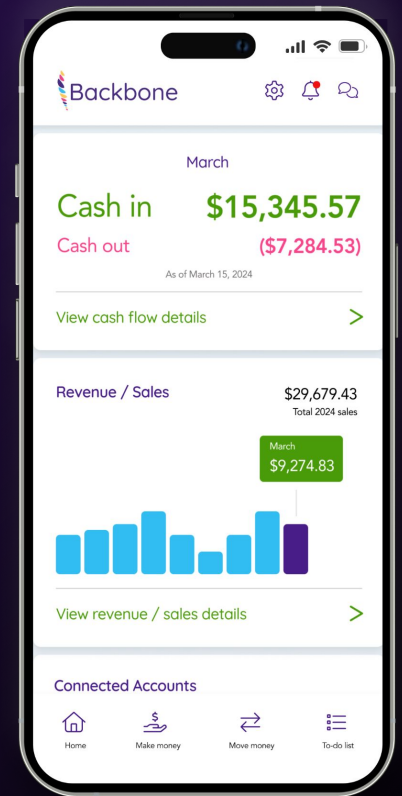 Backbone
March
Cash in $15,345.57
Cash out ($7,284.53)
As of March 15, 2024
View cash flow details >
Revenue / Sales $29,679.43
Total 2024 sales
March
$9,274.83
View revenue / sales details >
Connected Accounts
Home Make money Move money To-do list